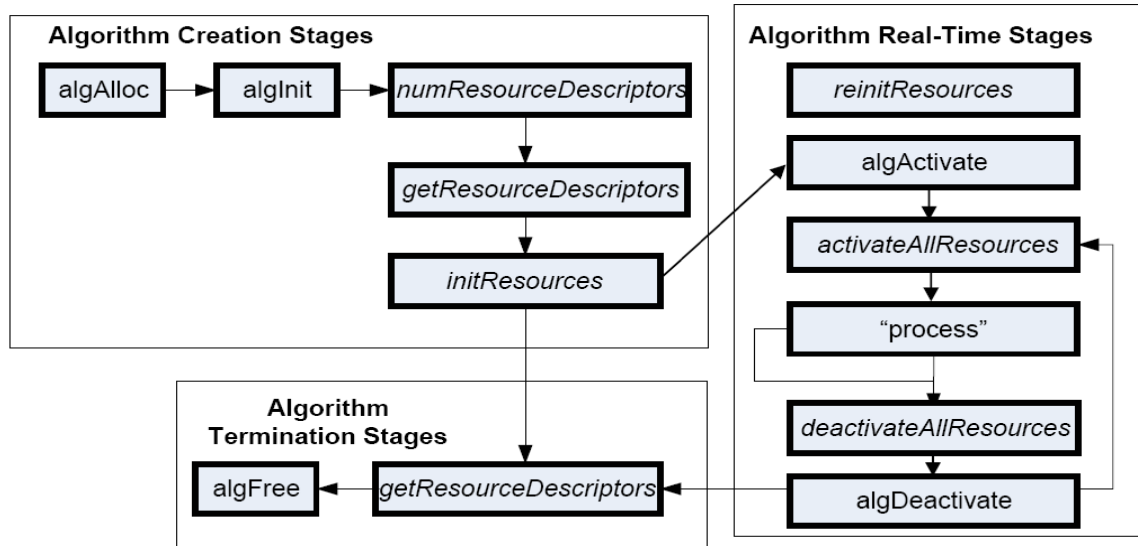 Algorithm Creation Stages
algAlloc
algInit
numResourceDescriptors
getResourceDescriptors
initResources
Algorithm Real-Time Stages
reinitResources
algActivate
activateAllResources
“process”
deactivateAllResources
algDeactivate
Algorithm
Termination Stages
algFree
getResourceDescriptors